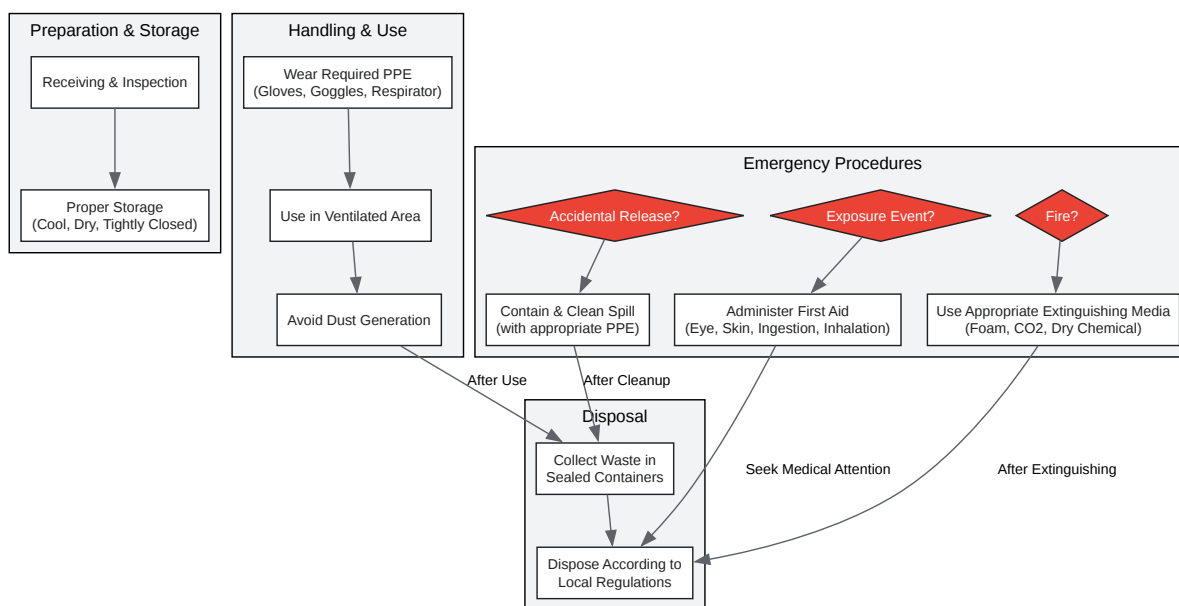 Preparation & Storage
Receiving & Inspection
Proper Storage
(Cool, Dry, Tightly Closed)
Handling & Use
Wear Required PPE
(Gloves, Goggles, Respirator)
Use in Ventilated Area
Avoid Dust Generation
Emergency Procedures
Accidental Release?
Exposure Event?
Fire?
Contain & Clean Spill
(with appropriate PPE)
Administer First Aid
(Eye, Skin, Ingestion, Inhalation)
Use Appropriate Extinguishing Media
(Foam, CO2, Dry Chemical)
After Use
After Cleanup
Disposal
Collect Waste in
Sealed Containers
Seek Medical Attention
After Extinguishing
Dispose According to
Local Regulations